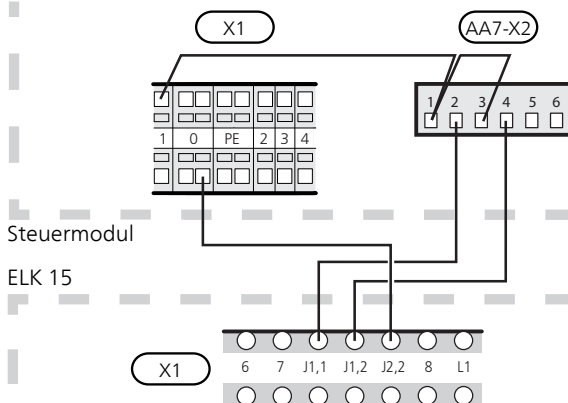 X1 AA7-X2
1 2 3 4 5 6
1 0 PE 2 3 4
Steuermodul
ELK 15
X1 6 7 J1,1 J1,2 J2,2 8 L1